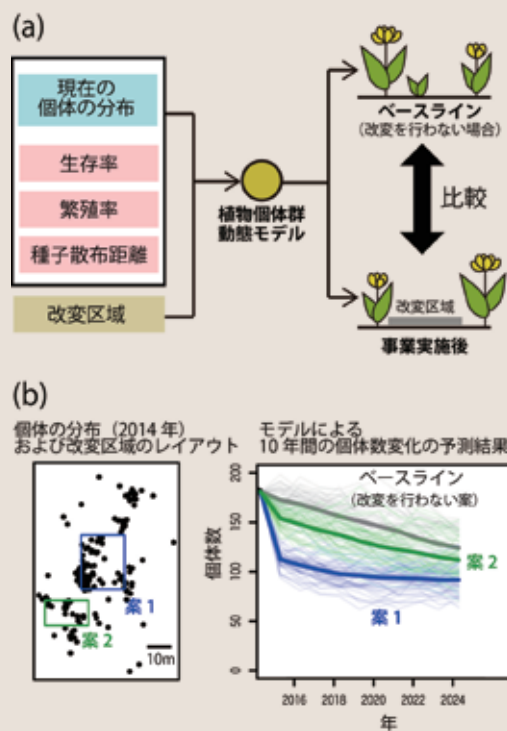 (a)
現在の
個体の分布
生存率
繁殖率
種子散布距離
改変区域
植物個体群
動態モデル
ベースライン
(改変を行わない場合)
比較
改変区域
事業実施後
(b)
個体の分布（2014 年）
および改変区域のレイアウト
案 1
案 2
10m
モデルによる
10 年間の個体数変化の予測結果
ベースライン
(改変を行わない案)
案 2
案 1
個体数
200
150
100
50
0
2016 2018 2020 2022 2024
年